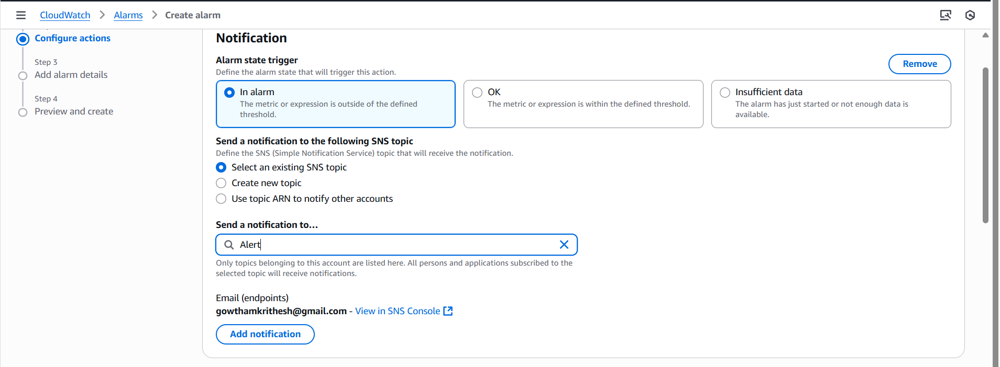 CloudWatch > Alarms > Create alarm
Configure actions
Step 3
Add alarm details
Step 4
Preview and create
Notification
Alarm state trigger
Define the alarm state that will trigger this action.
Remove
In alarm
The metric or expression is outside of the defined
threshold.
OK
The metric or expression is within the defined threshold.
Insufficient data
The alarm has just started or not enough data is
available.
Send a notification to the following SNS topic
Define the SNS (Simple Notification Service) topic that will receive the notification.
Select an existing SNS topic
Create new topic
Use topic ARN to notify other accounts
Send a notification to...
Alert
Only topics belonging to this account are listed here. All persons and applications subscribed to the
selected topic will receive notifications.
Email (endpoints)
gowthamkrithesh@gmail.com - View in SNS Console
Add notification